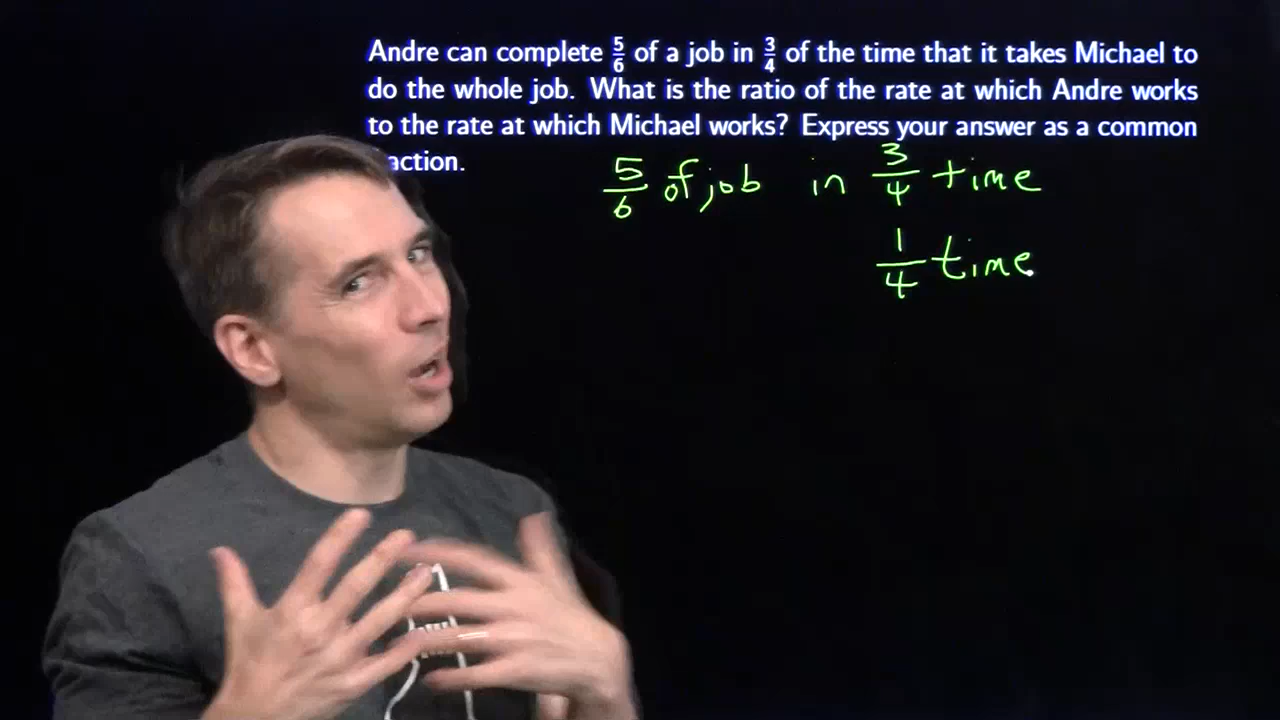 Andre can complete 5/6 of a job in 3/4 of the time that it takes Michael to
do the whole job. What is the ratio of the rate at which Andre works
to the rate at which Michael works? Express your answer as a common
action.
5/6 of job in 3/4 time
1/4 time